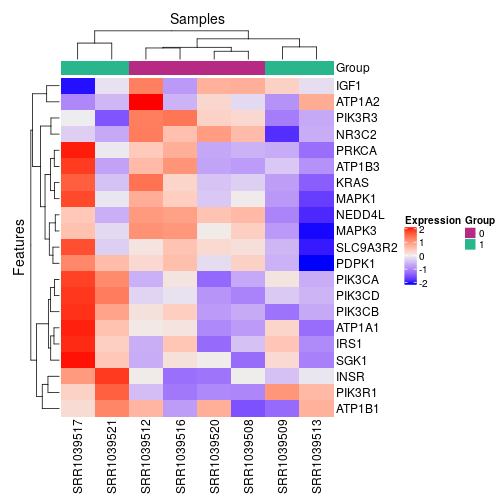 Samples
Group
IGF1
ATP1A2
PIK3R3
NR3C2
PRKCA
ATP1B3
KRAS
MAPK1
NEDD4L
MAPK3
SLC9A3R2
PDPK1
PIK3CA
PIK3CD
PIK3CB
ATP1A1
IRS1
SGK1
INSR
PIK3R1
ATP1B1
Features
SRR1039517
SRR1039521
SRR1039512
SRR1039516
SRR1039520
SRR1039508
SRR1039509
SRR1039513
Expression
2
1
0
-1
-2
Group
0
1